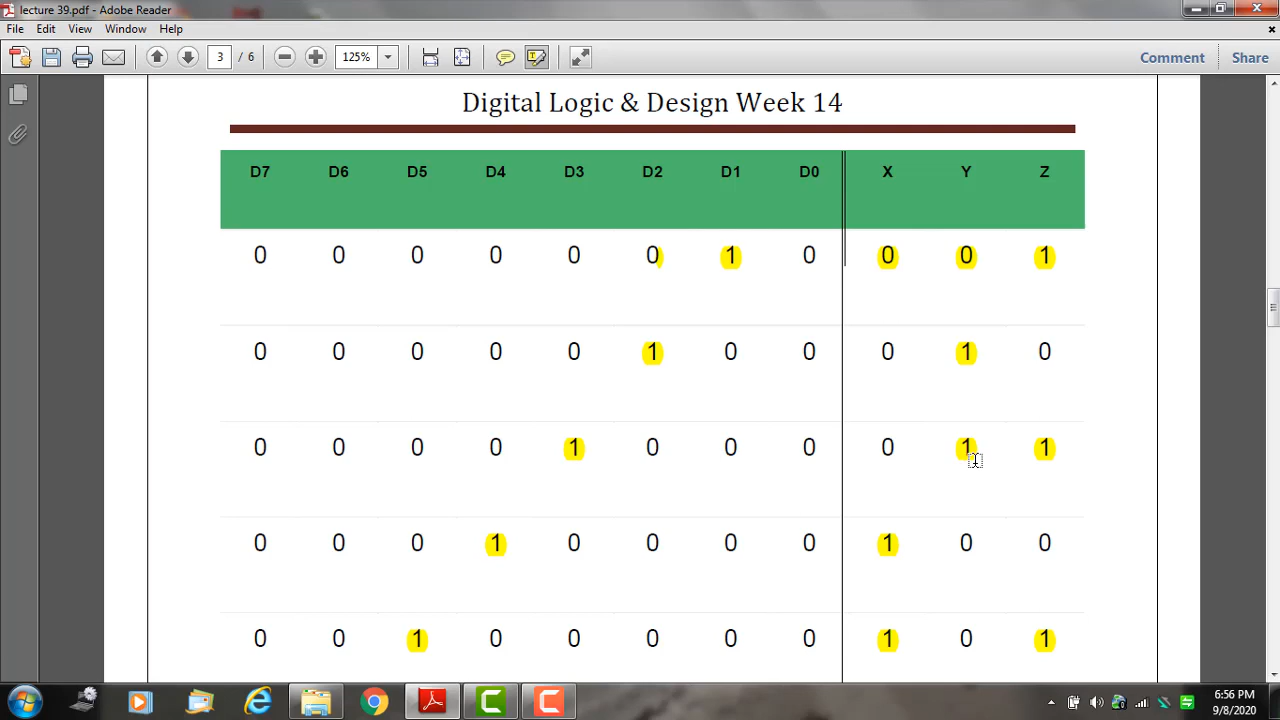 lecture 39.pdf - Adobe Reader
File Edit View Window Help
3 / 6 125% Comment Share
Digital Logic & Design Week 14
D7 D6 D5 D4 D3 D2 D1 D0 X Y Z
0 0 0 0 0 0 1 0 0 0 1
0 0 0 0 0 1 0 0 0 1 0
0 0 0 0 1 0 0 0 0 1 1
0 0 0 1 0 0 0 0 1 0 0
0 0 1 0 0 0 0 0 1 0 1
6:56 PM
9/8/2020